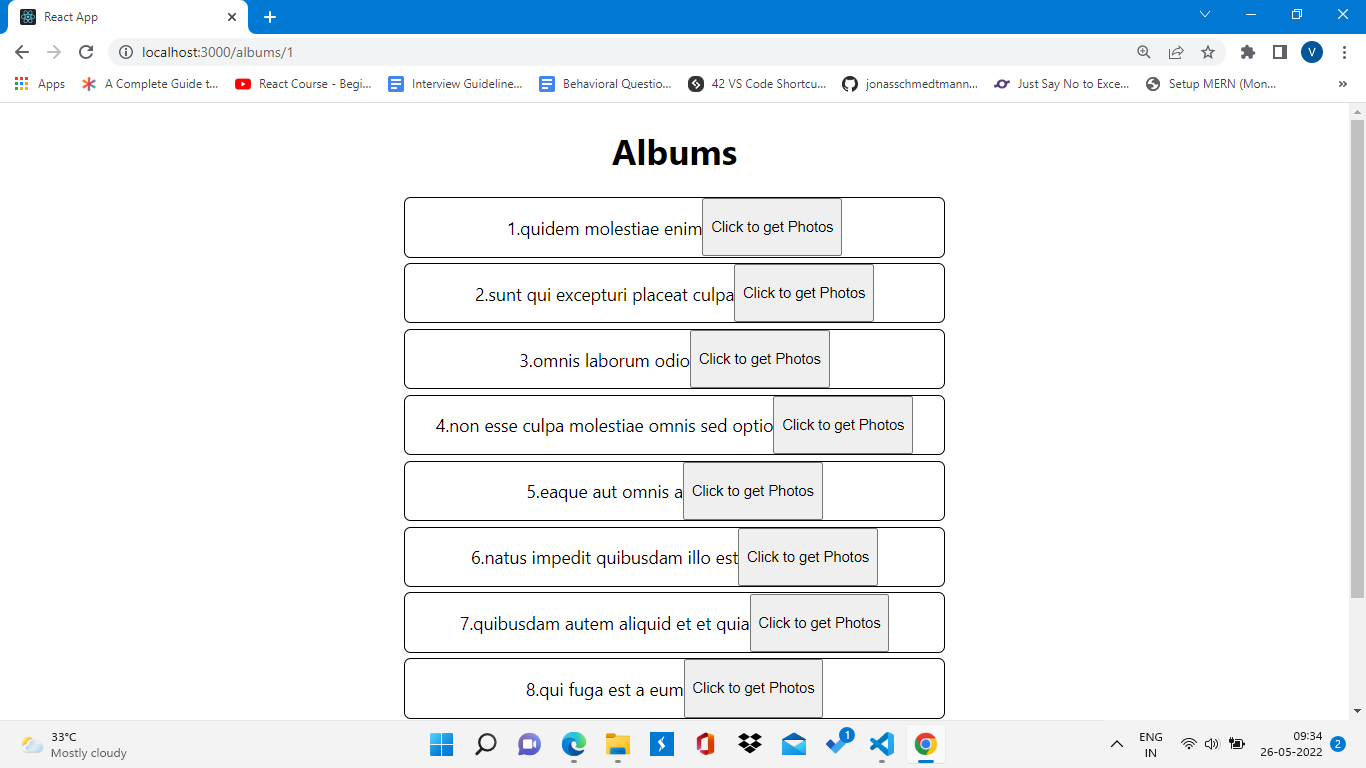 React App
localhost:3000/albums/1
V
Apps
A Complete Guide t...
React Course - Begi...
Interview Guideline...
Behavioral Questio...
42 VS Code Shortcu...
jonasschmedtmann...
Just Say No to Exce...
Setup MERN (Mon...
»
Albums
1.quidem molestiae enim Click to get Photos
2.sunt qui excepturi placeat culpa Click to get Photos
3.omnis laborum odio Click to get Photos
4.non esse culpa molestiae omnis sed optio Click to get Photos
5.eaque aut omnis a Click to get Photos
6.natus impedit quibusdam illo est Click to get Photos
7.quibusdam autem aliquid et et quia Click to get Photos
8.qui fuga est a eum Click to get Photos
33°C
Mostly cloudy
1
ENG
IN
09:34
26-05-2022
2